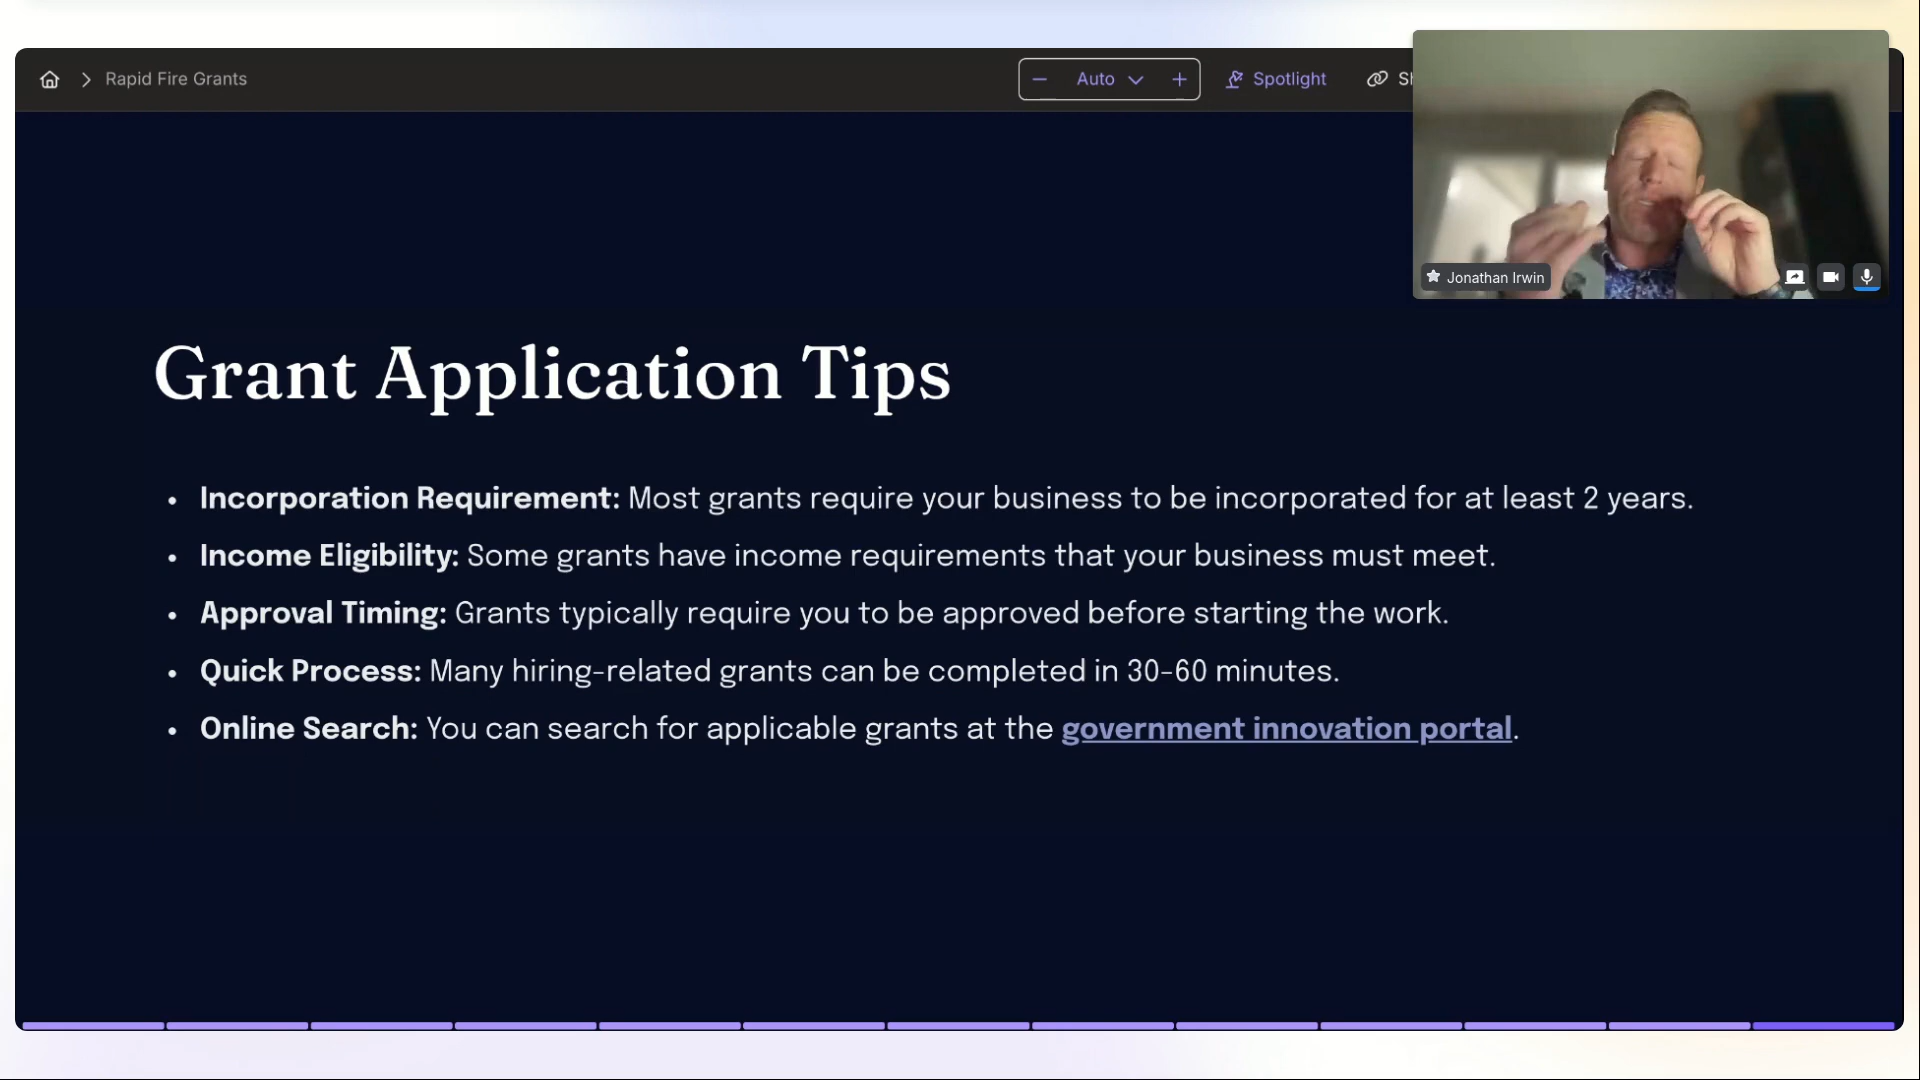 Rapid Fire Grants
Auto
Spotlight
Jonathan Irwin
Grant Application Tips
• Incorporation Requirement: Most grants require your business to be incorporated for at least 2 years.
• Income Eligibility: Some grants have income requirements that your business must meet.
• Approval Timing: Grants typically require you to be approved before starting the work.
• Quick Process: Many hiring-related grants can be completed in 30-60 minutes.
• Online Search: You can search for applicable grants at the government innovation portal.